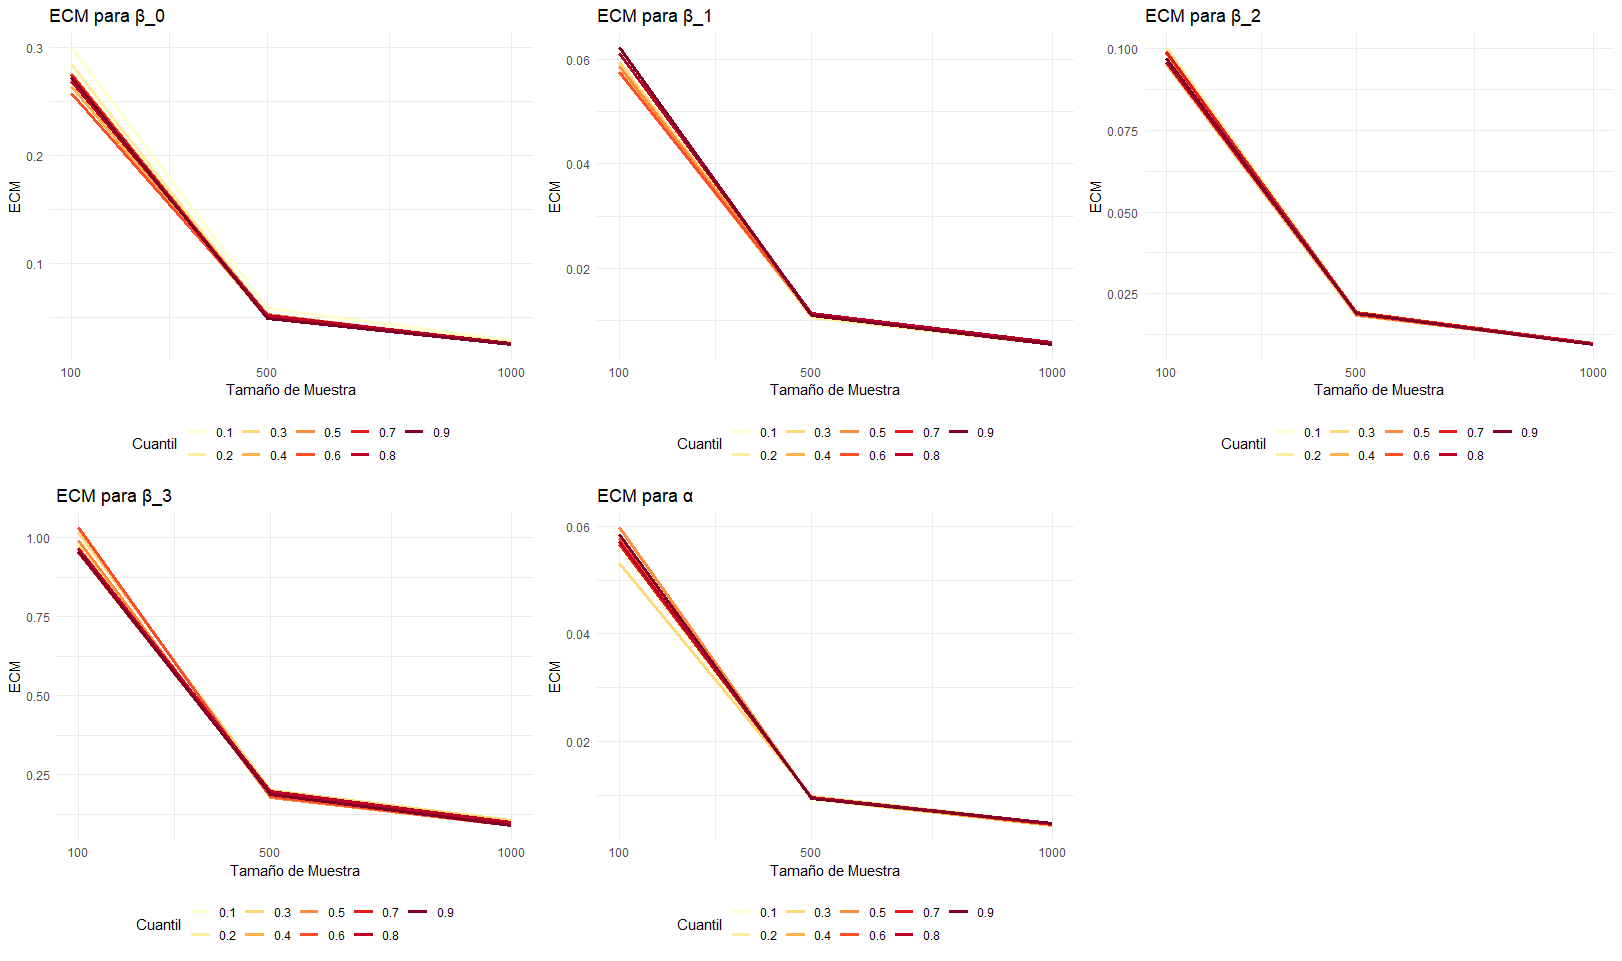 ECM para β_0
ECM
0.3
0.2
0.1
100 500 1000
Tamaño de Muestra
Cuantil 0.1 0.3 0.5 0.7 0.9
0.2 0.4 0.6 0.8
ECM para β_1
ECM
0.06
0.04
0.02
100 500 1000
Tamaño de Muestra
Cuantil 0.1 0.3 0.5 0.7 0.9
0.2 0.4 0.6 0.8
ECM para β_2
ECM
0.100
0.075
0.050
0.025
100 500 1000
Tamaño de Muestra
Cuantil 0.1 0.3 0.5 0.7 0.9
0.2 0.4 0.6 0.8
ECM para β_3
ECM
1.00
0.75
0.50
0.25
100 500 1000
Tamaño de Muestra
Cuantil 0.1 0.3 0.5 0.7 0.9
0.2 0.4 0.6 0.8
ECM para α
ECM
0.06
0.04
0.02
100 500 1000
Tamaño de Muestra
Cuantil 0.1 0.3 0.5 0.7 0.9
0.2 0.4 0.6 0.8